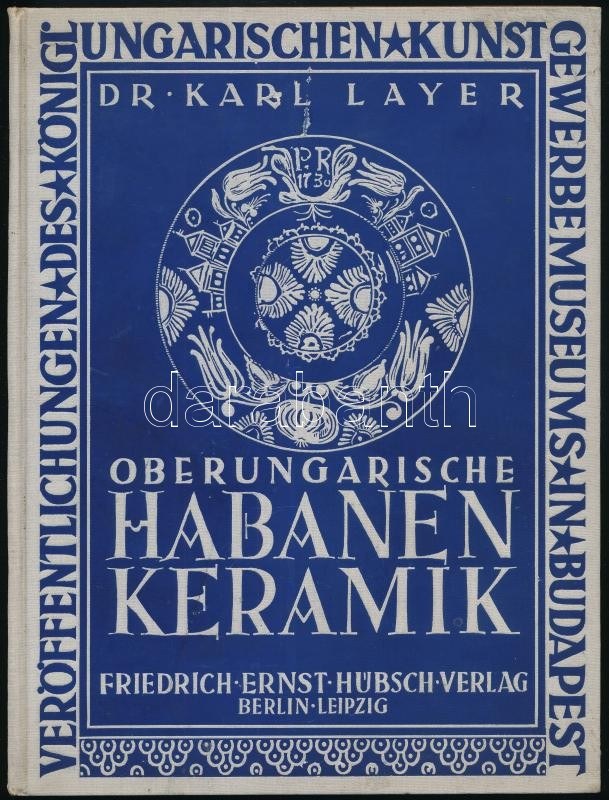 VERÖFFENTLICHUNGEN★DES★KÖNIGL.
UNGARISCHEN★KUNST
GEWERBEMUSEUMS★IN★BUDAPEST
DR·KARL LAYER
P.R
1730
darabanth
OBERUNGARISCHE
HABANEN
KERAMIK
FRIEDRICH·ERNST·HÜBSCH·VERLAG
BERLIN·LEIPZIG